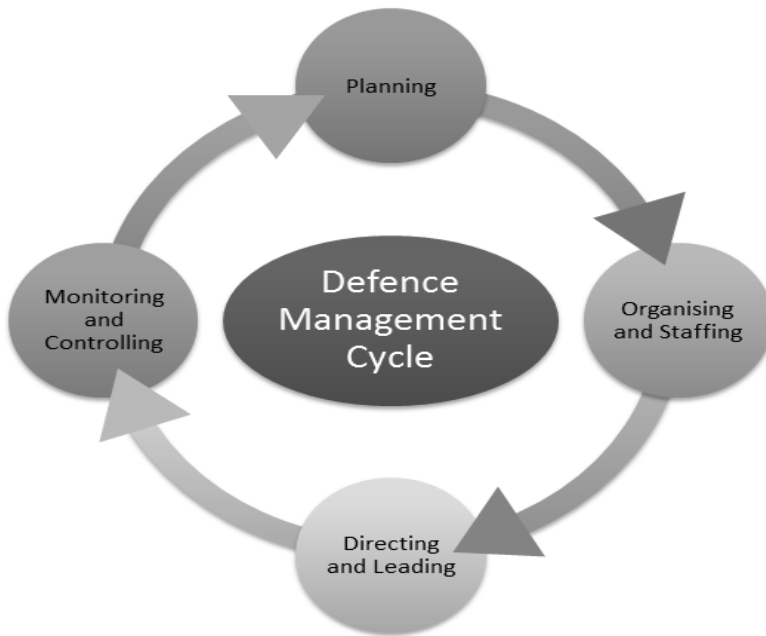 Planning
Defence
Management
Cycle
Organising
and Staffing
Directing
and Leading
Monitoring
and
Controlling